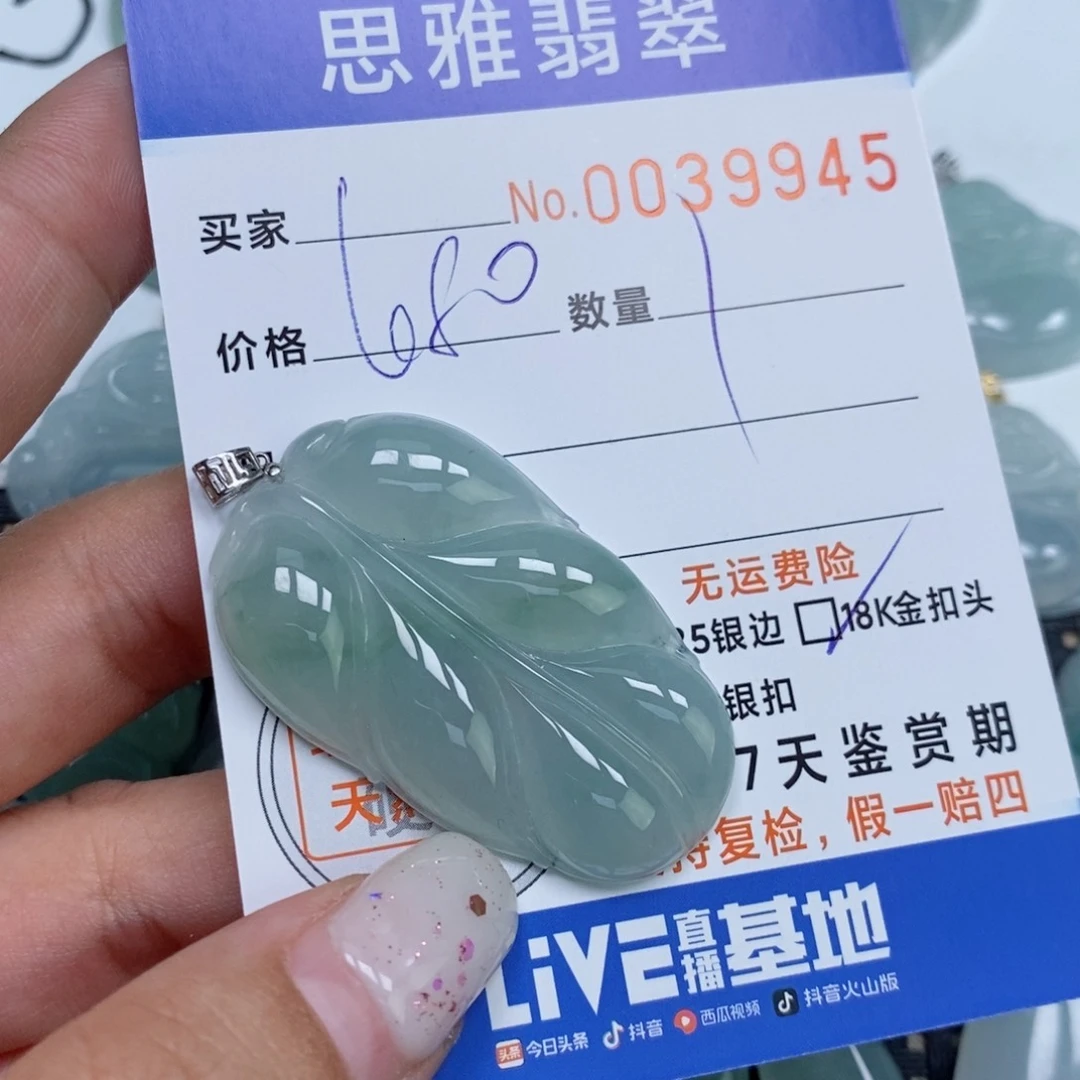 思雅翡翠
No.0039945
买家
价格 680 数量 1
无运费险
5银边 □18K金扣头
银扣
7天鉴赏期
天
持复检，假一赔四
LiVE直播基地
头条 今日头条 抖音 西瓜视频 抖音火山版